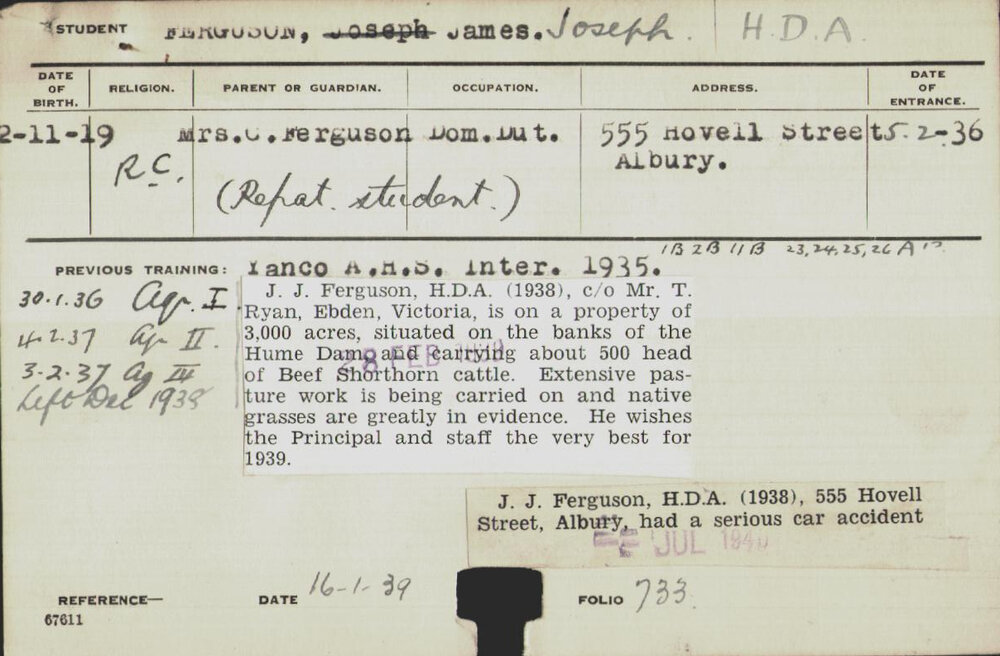 STUDENT FERGUSON, Joseph James. Joseph. H.D.A.
DATE OF BIRTH. RELIGION. PARENT OR GUARDIAN. OCCUPATION. ADDRESS. DATE OF ENTRANCE.
2-11-19 Mrs.C.Ferguson Dom.Dut. 555 Hovell Street 5.2-36
R.C. Albury.
(Repat. student.)
1B 2B 11B 23,24,25,26 A
PREVIOUS TRAINING: Yanco A.H.S. Inter. 1935.
30.1.36 Agr. I
4.2.37 Ag II.
3.2.37 Ag III
Left Dec 1938
J. J. Ferguson, H.D.A. (1938), c/o Mr. T.
Ryan, Ebden, Victoria, is on a property of
3,000 acres, situated on the banks of the
Hume Dam, and carrying about 500 head
of Beef Shorthorn cattle. Extensive pas-
ture work is being carried on and native
grasses are greatly in evidence. He wishes
the Principal and staff the very best for
1939.
28 FEB 1939
J. J. Ferguson, H.D.A. (1938), 555 Hovell
Street, Albury, had a serious car accident
JUL 1940
REFERENCE— DATE 16-1-39 FOLIO 733.
67611